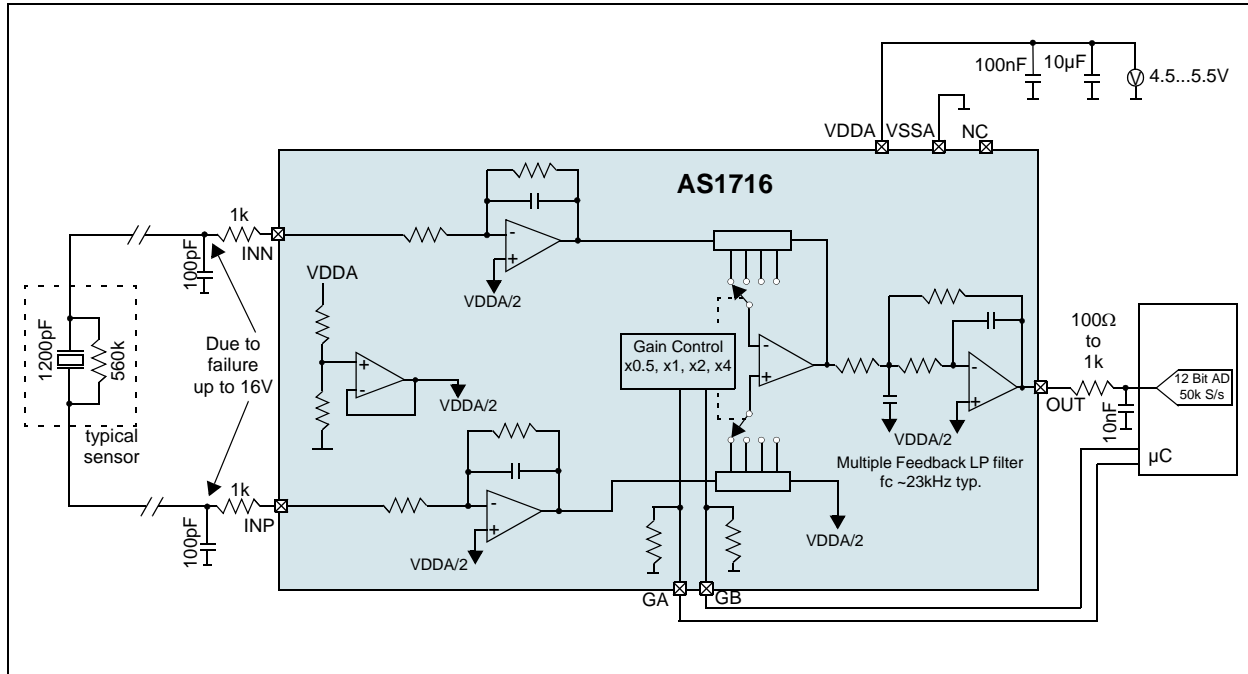 100nF
10µF
V
4.5...5.5V
VDDA
VSSA
NC
AS1716
1k
INN
100pF
VDDA/2
VDDA
Due to
failure
up to 16V
1200pF
560k
typical
sensor
+
-
VDDA/2
-
+
Gain Control
x0.5, x1, x2, x4
-
+
-
+
VDDA/2
Multiple Feedback LP filter
fc ~23kHz typ.
100Ω
to
1k
OUT
10nF
12 Bit AD
50k S/s
µC
1k
INP
100pF
-
+
VDDA/2
VDDA/2
GA
GB